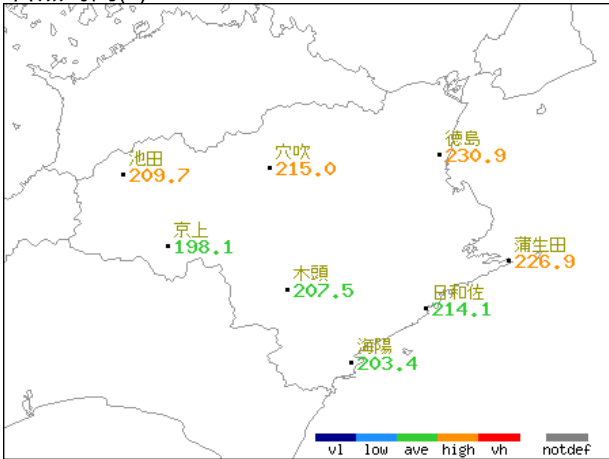 徳島
230.9
穴吹
215.0
池田
209.7
京上
198.1
蒲生田
226.9
木頭
207.5
日和佐
214.1
海陽
203.4
vl low ave high vh notdef